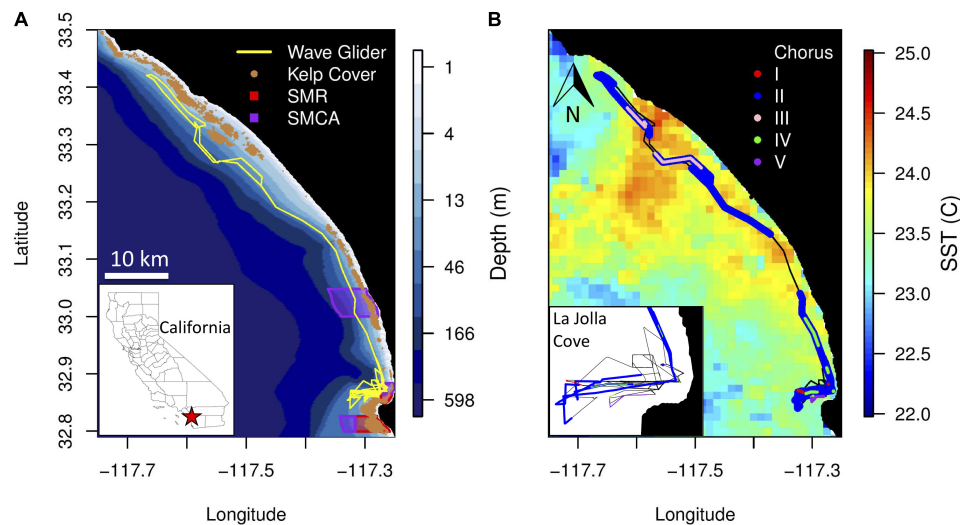 A
33.5
33.4
33.3
33.2
33.1
33.0
32.9
32.8
Latitude
Wave Glider
Kelp Cover
SMR
SMCA
10 km
California
−117.7
−117.5
−117.3
Longitude
1
4
13
46
166
598
Depth (m)
B
Chorus
I
II
III
IV
V
N
La Jolla
Cove
−117.7
−117.5
−117.3
Longitude
25.0
24.5
24.0
23.5
23.0
22.5
22.0
SST (C)